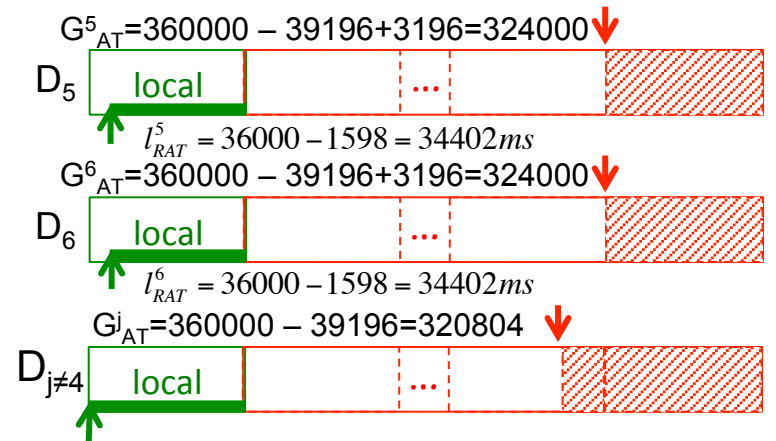 G⁵AT=360000 – 39196+3196=324000
D₅ local ...
l⁵RAT = 36000 – 1598 = 34402ms
G⁶AT=360000 – 39196+3196=324000
D₆ local ...
l⁶RAT = 36000 – 1598 = 34402ms
GʲAT=360000 – 39196=320804
Dj≠4 local ...